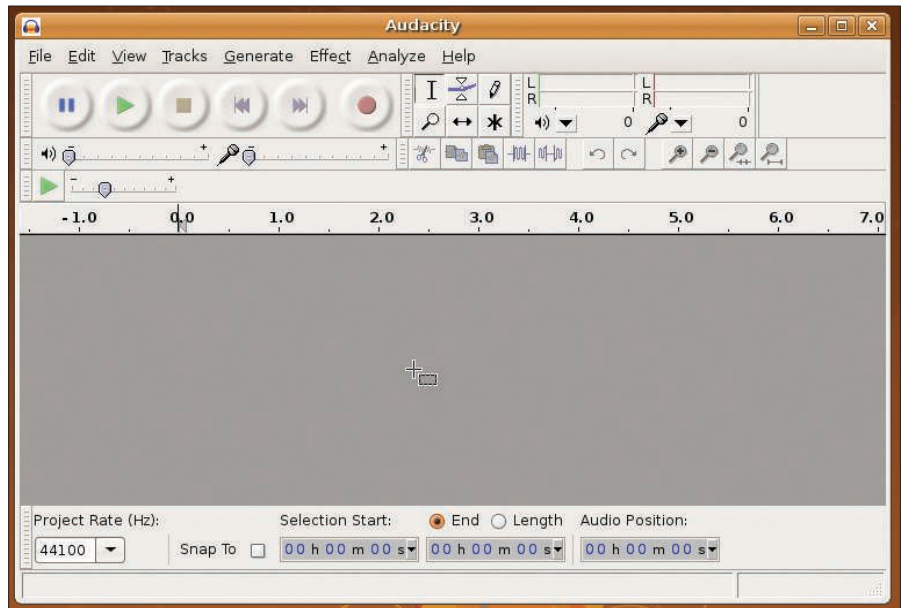 Audacity
File Edit View Tracks Generate Effect Analyze Help
L
R
L
R
0
0
- + - +
- +
-1.0 0.0 1.0 2.0 3.0 4.0 5.0 6.0 7.0
Project Rate (Hz): Selection Start: End Length Audio Position:
44100 Snap To 00 h 00 m 00 s 00 h 00 m 00 s 00 h 00 m 00 s